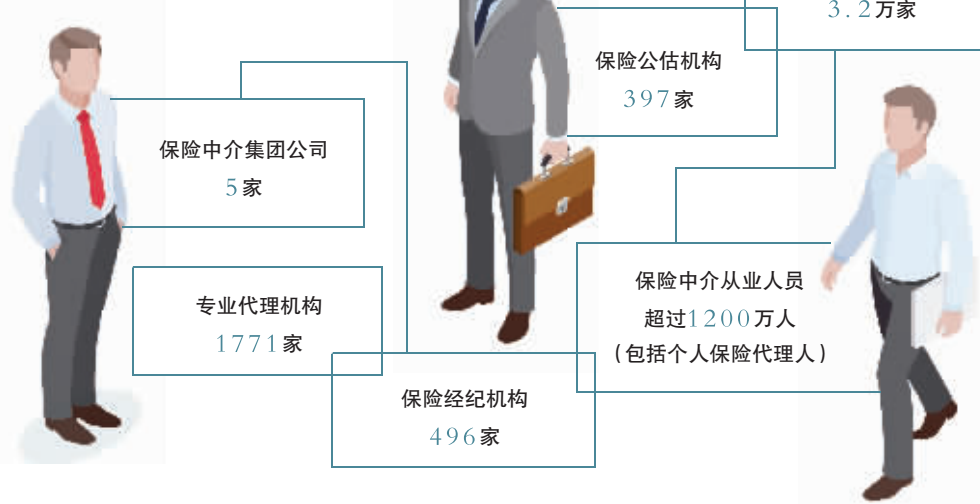 3.2万家
保险公估机构
397家
保险中介集团公司
5家
保险中介从业人员
超过1200万人
（包括个人保险代理人）
专业代理机构
1771家
保险经纪机构
496家